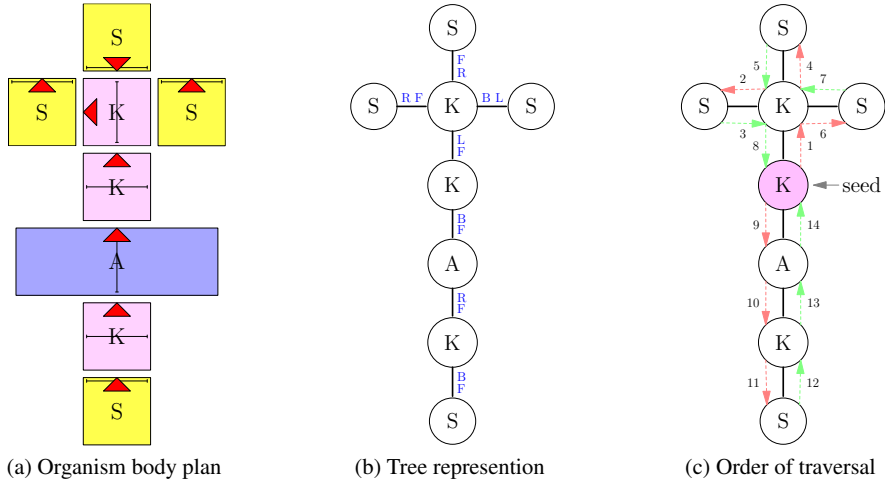 S
S
K
S
K
A
K
S
(a) Organism body plan
S
F
R
S
R F
K
B L
S
L
F
K
B
F
A
R
F
K
B
F
S
(b) Tree represention
S
5
4
2
7
S
K
S
3
1
6
8
K
seed
9
14
A
10
13
K
11
12
S
(c) Order of traversal